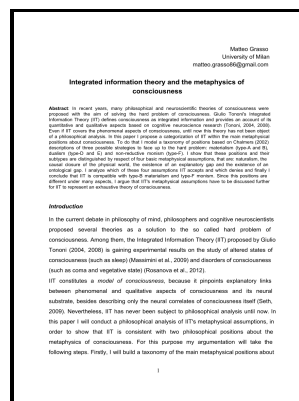 Matteo Grasso
University of Milan
matteo.grasso86@gmail.com
Integrated information theory and the metaphysics of
consciousness
Abstract: In recent years, many philosophical and neuroscientific theories of consciousness were
proposed with the aim of solving the hard problem of consciousness. Giulio Tononi's Integrated
Information Theory (IIT) defines consciousness as integrated information and provides an account of its
quantitative and qualitative aspects based on cognitive neuroscience research (Tononi, 2004, 2008).
Even if IIT covers the phenomenal aspects of consciousness, until now this theory has not been object
of a philosophical analysis. In this paper I propose a categorization of IIT within the main metaphysical
positions about consciousness. To do that I model a taxonomy of positions based on Chalmers (2002)
descriptions of three possible strategies to face up to the hard problem: materialism (type-A and B),
dualism (type-D and E) and non-reductive monism (type-F). I show that these positions and their
subtypes are distinguished by respect of four basic metaphysical assumptions, that are: naturalism, the
causal closure of the physical world, the existence of an explanatory gap and the existence of an
ontological gap. I analyze which of these four assumptions IIT accepts and which denies and finally I
conclude that IIT is compatible with type-B materialism and type-F monism. Since this positions are
different under many aspects, I argue that IIT's metaphysical assumptions have to be discussed further
for IIT to represent an exhaustive theory of consciousness.
Introduction
In the current debate in philosophy of mind, philosophers and cognitive neuroscientists
proposed several theories as a solution to the so called hard problem of
consciousness. Among them, the Integrated Information Theory (IIT) proposed by Giulio
Tononi (2004, 2008) is gaining experimental results on the study of altered states of
consciousness (such as sleep) (Massimini et al., 2009) and disorders of consciousness
(such as coma and vegetative state) (Rosanova et al., 2012).
IIT constitutes a model of consciousness, because it pinpoints explanatory links
between phenomenal and qualitative aspects of consciousness and its neural
substrate, besides describing only the neural correlates of consciousness itself (Seth,
2009). Nevertheless, IIT has never been subject to philosophical analysis until now. In
this paper I will conduct a philosophical analysis of IIT's metaphysical assumptions, in
order to show that IIT is consistent with two philosophical positions about the
metaphysics of consciousness. For this purpose my argumentation will take the
following steps. Firstly, I will build a taxonomy of the main metaphysical positions about
1